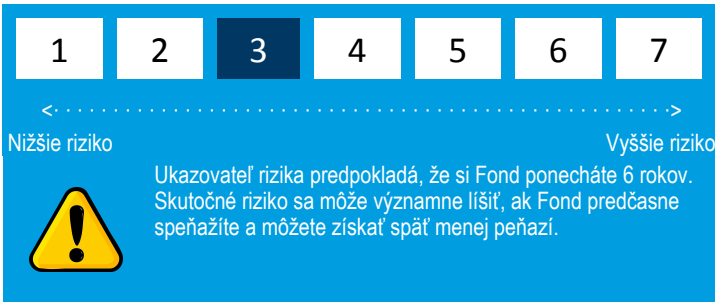 1 2 3 4 5 6 7
Nižšie riziko Vyššie riziko
Ukazovateľ rizika predpokladá, že si Fond ponecháte 6 rokov.
Skutočné riziko sa môže významne líšiť, ak Fond predčasne
speňažíte a môžete získať späť menej peňazí.